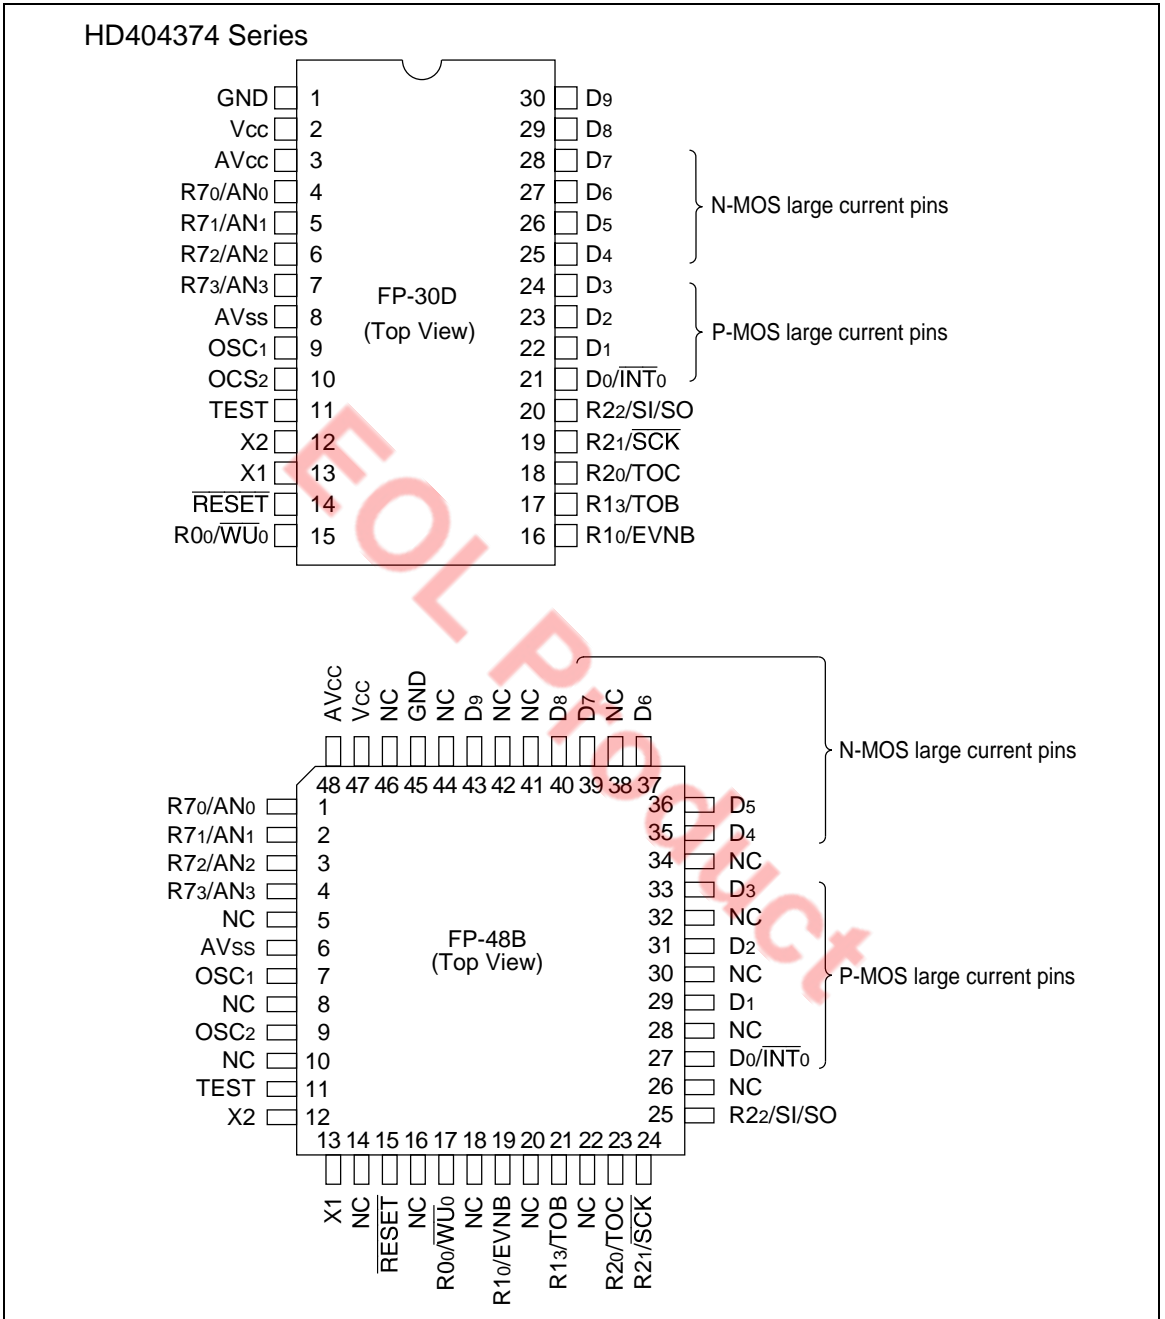 HD404374 Series
GND 1 30 D9
Vcc 2 29 D8
AVcc 3 28 D7
R70/AN0 4 27 D6
N-MOS large current pins
R71/AN1 5 26 D5
R72/AN2 6 25 D4
R73/AN3 7 24 D3
FP-30D
AVss 8 23 D2
(Top View)
P-MOS large current pins
OSC1 9 22 D1
OCS2 10 21 D0/INT0
TEST 11 20 R22/SI/SO
X2 12 19 R21/SCK
X1 13 18 R20/TOC
RESET 14 17 R13/TOB
R00/WU0 15 16 R10/EVNB
EOL Product
AVCC VCC NC GND NC D9 NC NC D8 D7 NC D6
N-MOS large current pins
48 47 46 45 44 43 42 41 40 39 38 37
R70/AN0 1 36 D5
R71/AN1 2 35 D4
R72/AN2 3 34 NC
R73/AN3 4 33 D3
NC 5 32 NC
AVSS 6 31 D2
FP-48B
(Top View)
OSC1 7 30 NC
P-MOS large current pins
NC 8 29 D1
OSC2 9 28 NC
NC 10 27 D0/INT0
TEST 11 26 NC
X2 12 25 R22/SI/SO
13 14 15 16 17 18 19 20 21 22 23 24
X1 NC RESET NC R00/WU0 NC R10/EVNB NC R13/TOB NC R20/TOC R21/SCK